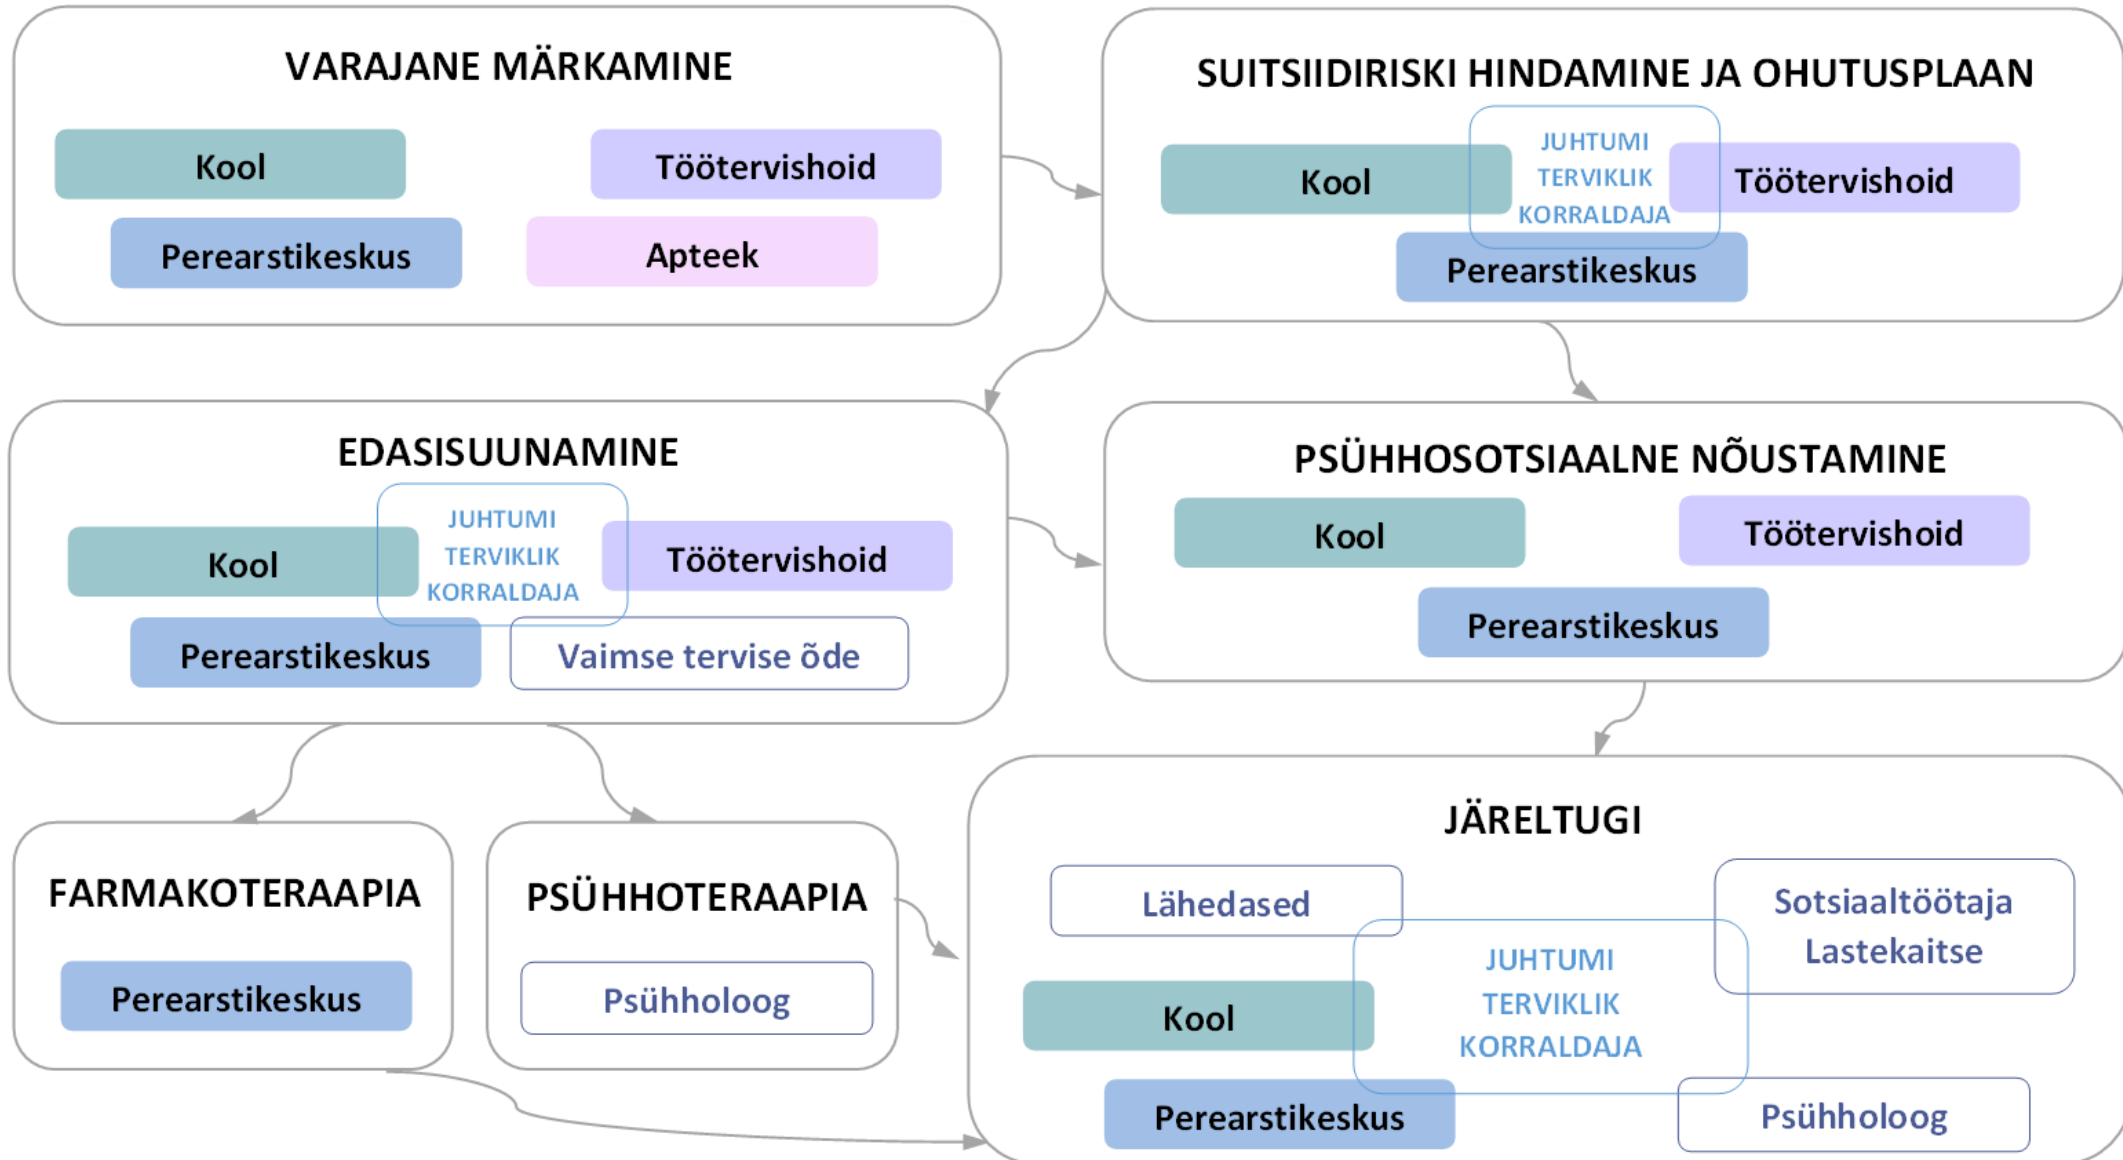 VARAJANE MÄRKAMINE
Kool
Töötervishoid
Perearstikeskus
Apteek
SUITSIIDIRISKI HINDAMINE JA OHUTUSPLAAN
JUHTUMI
TERVIKLIK
KORRALDAJA
Kool
Töötervishoid
Perearstikeskus
EDASISUUNAMINE
JUHTUMI
TERVIKLIK
KORRALDAJA
Kool
Töötervishoid
Perearstikeskus
Vaimse tervise õde
PSÜHHOSOTSIAALNE NÕUSTAMINE
Kool
Töötervishoid
Perearstikeskus
FARMAKOTERAAPIA
Perearstikeskus
PSÜHHOTERAAPIA
Psühholoog
JÄRELTUGI
Lähedased
Sotsiaaltöötaja
Lastekaitse
JUHTUMI
TERVIKLIK
KORRALDAJA
Kool
Perearstikeskus
Psühholoog